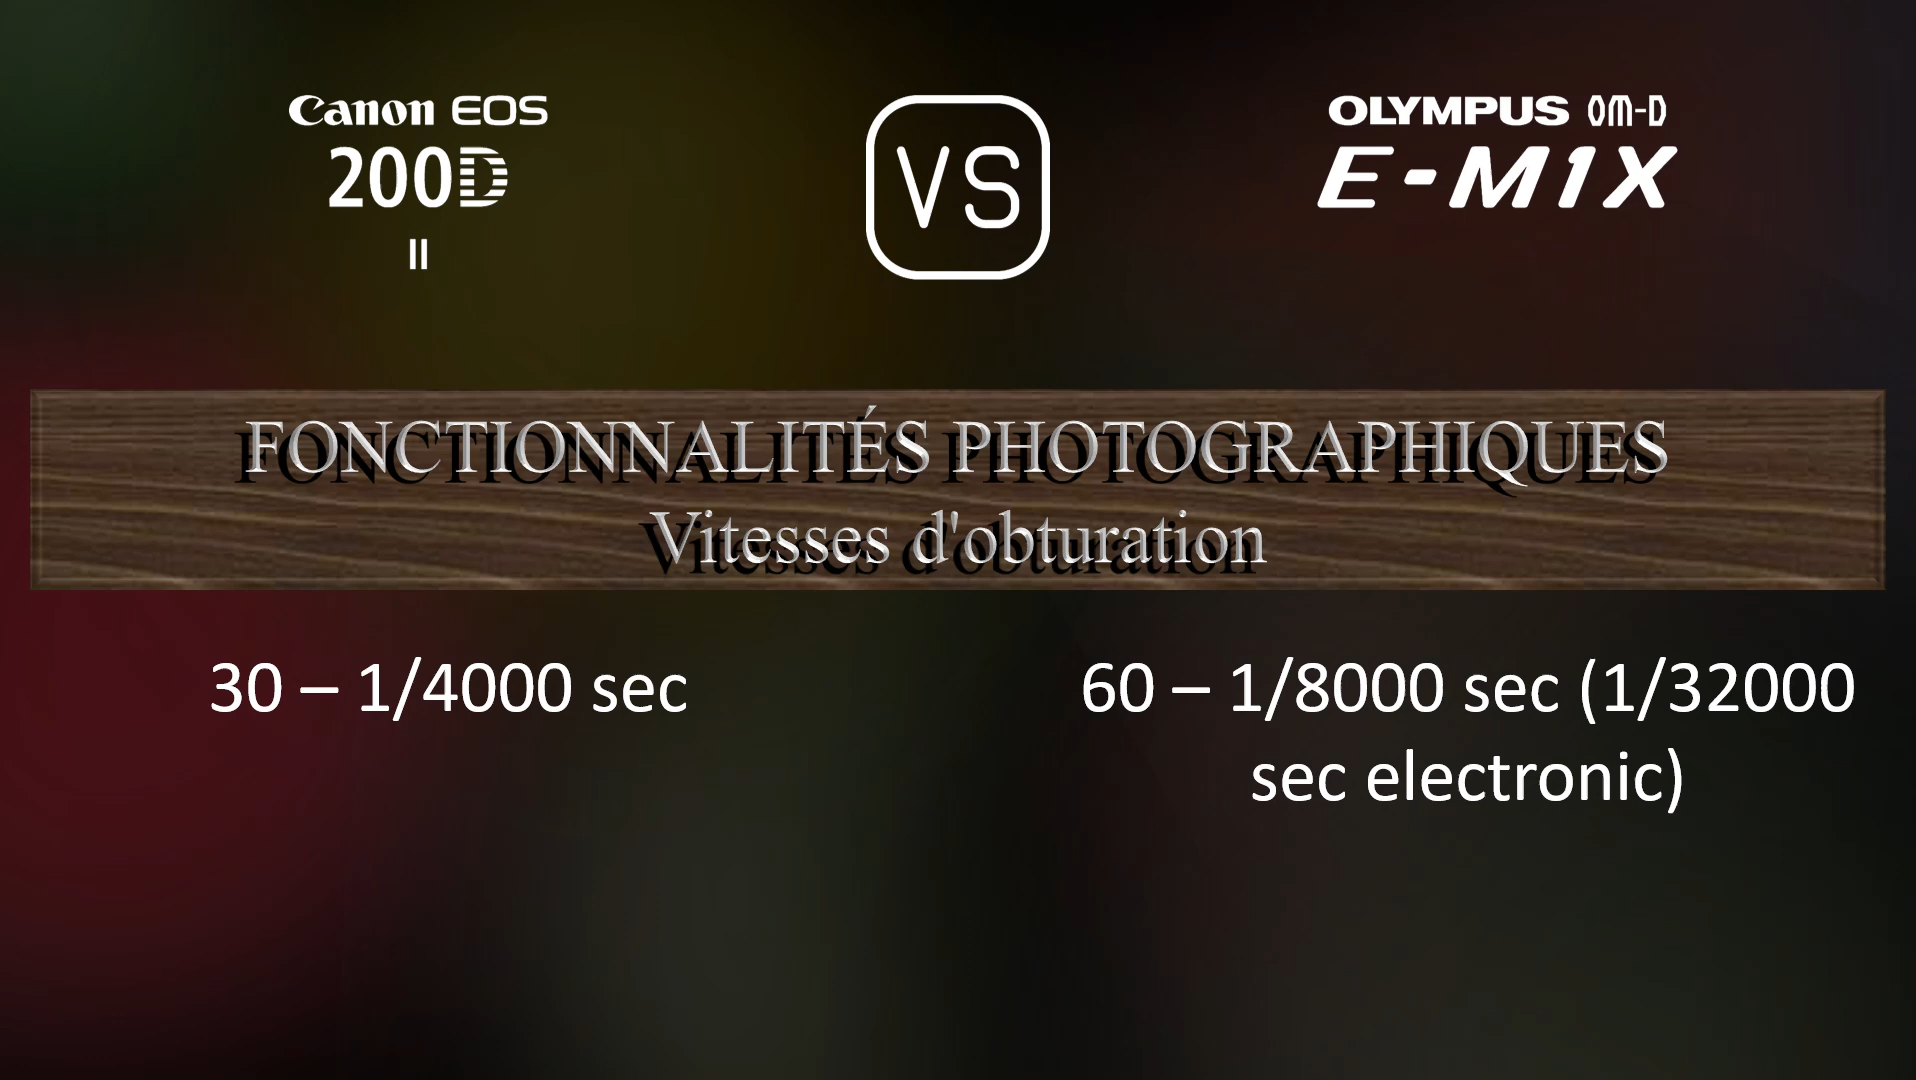 Canon EOS
200D
II
VS
OLYMPUS OM-D
E-M1X
FONCTIONNALITÉS PHOTOGRAPHIQUES
Vitesses d'obturation
30 – 1/4000 sec
60 – 1/8000 sec (1/32000
sec electronic)